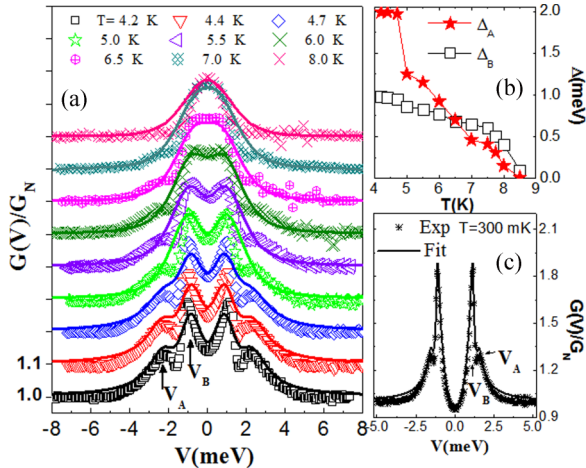 T= 4.2 K 4.4 K 4.7 K
5.0 K 5.5 K 6.0 K
6.5 K 7.0 K 8.0 K
(a)
G(V)/G_N
1.1
1.0
V_A
V_B
-8 -6 -4 -2 0 2 4 6 8
V(meV)
Δ_A
Δ_B
(b)
2.0
1.5
1.0
0.5
0.0
Δ(meV)
4 5 6 7 8 9
T(K)
Exp T=300 mK
Fit
(c)
2.1
1.8
1.5
1.2
0.9
G(V)/G_N
V_A
V_B
-5.0 -2.5 0.0 2.5 5.0
V(meV)